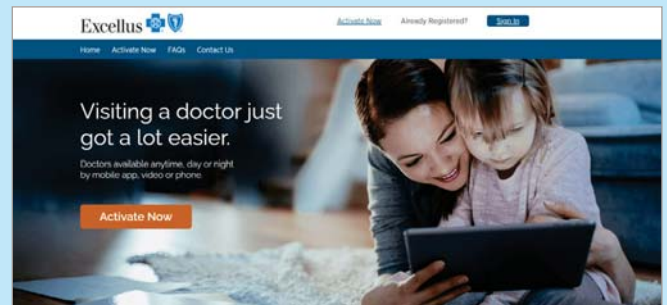 Excellus
Activate Now Already Registered? Sign In
Home Activate Now FAQs Contact Us
Visiting a doctor just
got a lot easier.
Doctors available anytime, day or night
by mobile app, video or phone.
Activate Now